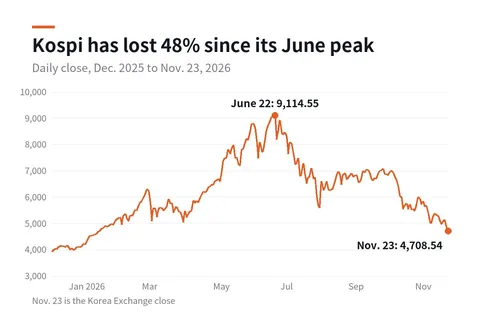 Kospi has lost 48% since its June peak
Daily close, Dec. 2025 to Nov. 23, 2026
10,000
June 22: 9,114.55
9,000
8,000
7,000
6,000
5,000
Nov. 23: 4,708.54
4,000
3,000
Jan 2026 Mar May Jul Sep Nov
Nov. 23 is the Korea Exchange close